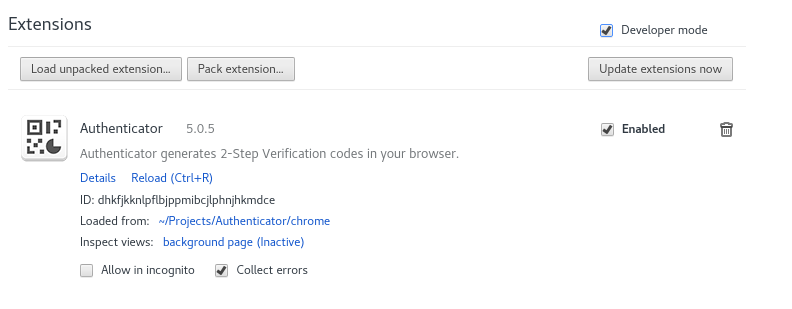 Extensions
Developer mode
Load unpacked extension... Pack extension... Update extensions now
Authenticator 5.0.5 Enabled
Authenticator generates 2-Step Verification codes in your browser.
Details Reload (Ctrl+R)
ID: dhkfjkknlpflbjppmibcjlphnjhkmdce
Loaded from: ~/Projects/Authenticator/chrome
Inspect views: background page (Inactive)
Allow in incognito Collect errors